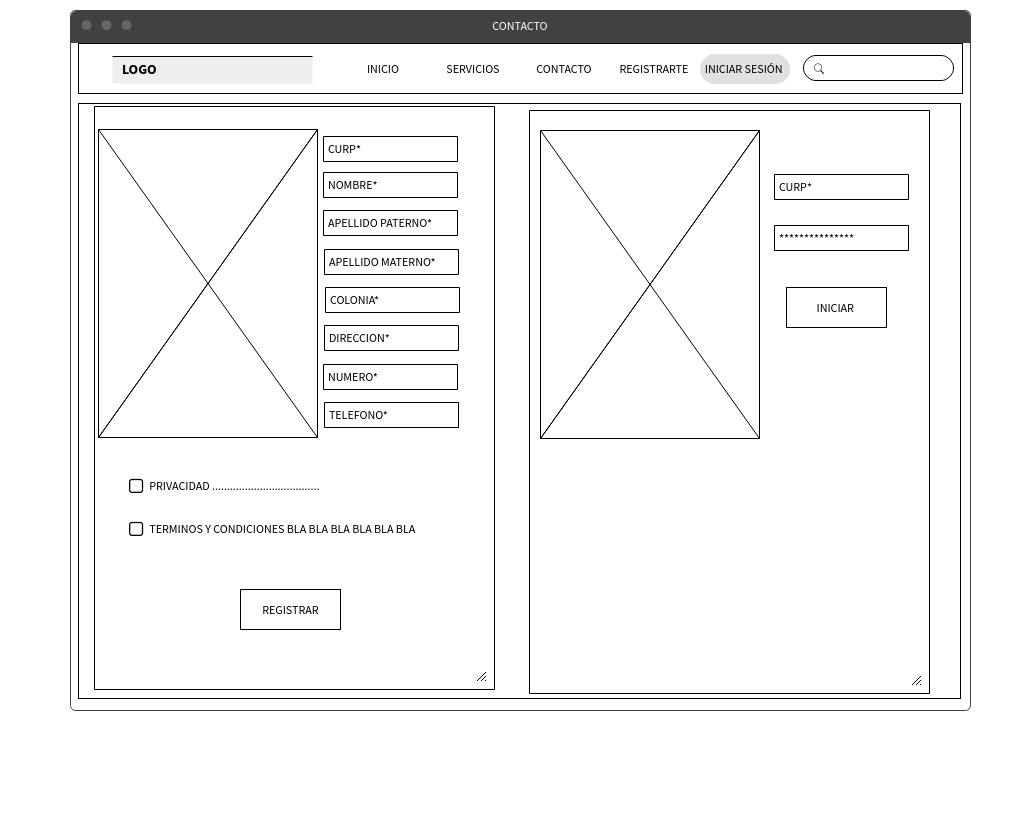 CONTACTO
LOGO
INICIO
SERVICIOS
CONTACTO
REGISTRARTE
INICIAR SESIÓN
CURP*
NOMBRE*
APELLIDO PATERNO*
APELLIDO MATERNO*
COLONIA*
DIRECCION*
NUMERO*
TELEFONO*
PRIVACIDAD ....................................
TERMINOS Y CONDICIONES BLA BLA BLA BLA BLA BLA
REGISTRAR
CURP*
***************
INICIAR